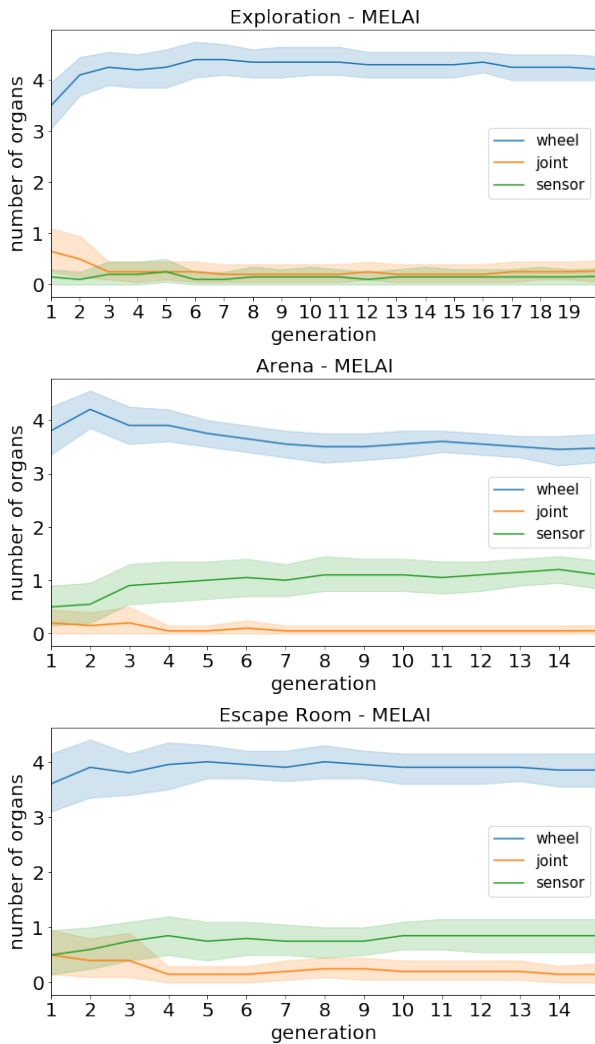 Exploration - MELAI
number of organs
4
3
2
1
0
wheel
joint
sensor
1 2 3 4 5 6 7 8 9 10 11 12 13 14 15 16 17 18 19
generation
Arena - MELAI
number of organs
4
3
2
1
0
wheel
joint
sensor
1 2 3 4 5 6 7 8 9 10 11 12 13 14
generation
Escape Room - MELAI
number of organs
4
3
2
1
0
wheel
joint
sensor
1 2 3 4 5 6 7 8 9 10 11 12 13 14
generation